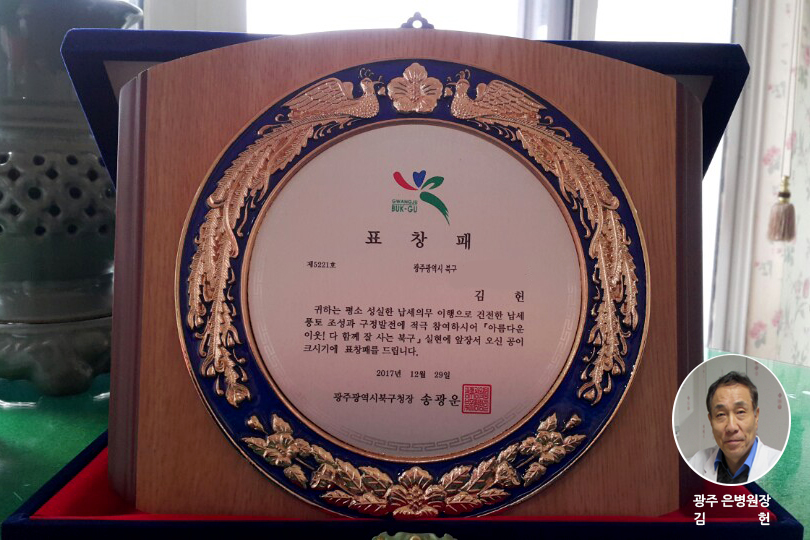 BUK-GU
표 창 패
제5221호 광주광역시 북구
김 헌
귀하는 평소 성실한 납세의무 이행으로 건전한 납세
풍토 조성과 구정발전에 적극 참여하시어 『아름다운
이웃! 다 함께 잘 사는 북구』 실현에 앞장서 오신 공이
크시기에 표창패를 드립니다.
2017년 12월 29일
광주광역시북구청장 송광운
광주 은병원장
김 헌